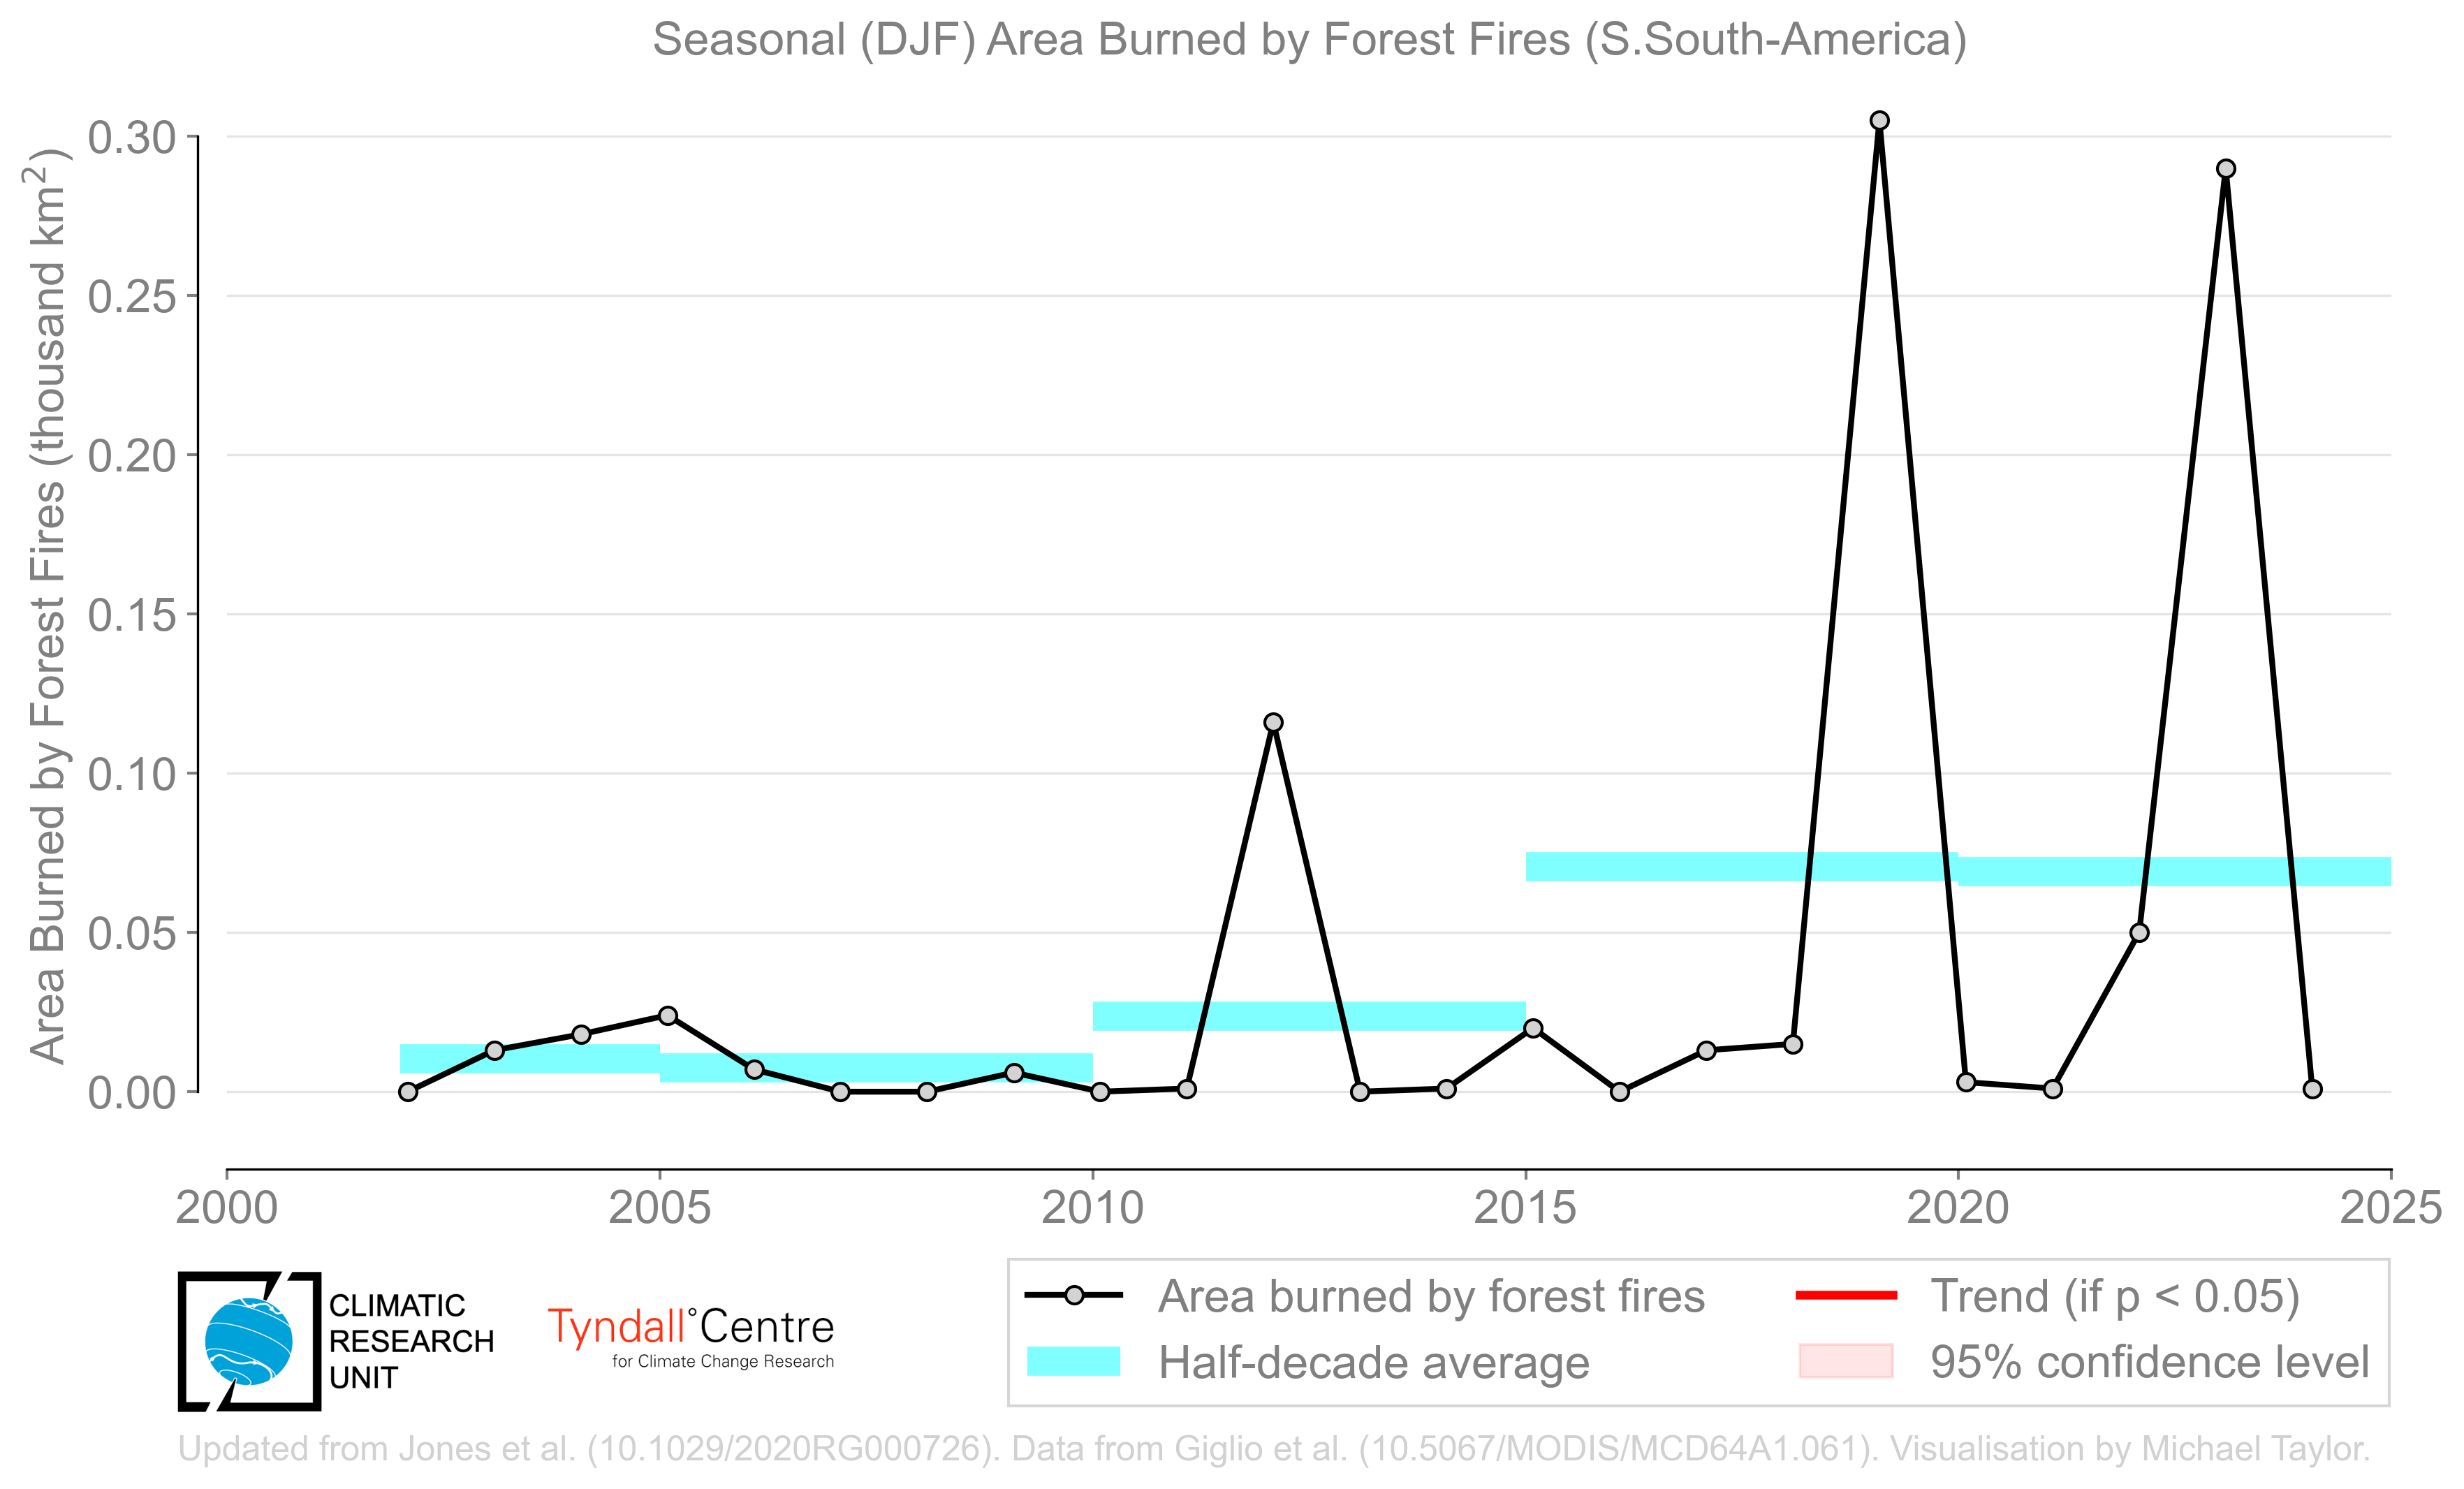 Seasonal (DJF) Area Burned by Forest Fires (S.South-America)
Area Burned by Forest Fires (thousand km²)
0.30
0.25
0.20
0.15
0.10
0.05
0.00
2000 2005 2010 2015 2020 2025
CLIMATIC
RESEARCH
UNIT
Tyndall°Centre
for Climate Change Research
Area burned by forest fires
Half-decade average
Trend (if p < 0.05)
95% confidence level
Updated from Jones et al. (10.1029/2020RG000726). Data from Giglio et al. (10.5067/MODIS/MCD64A1.061). Visualisation by Michael Taylor.